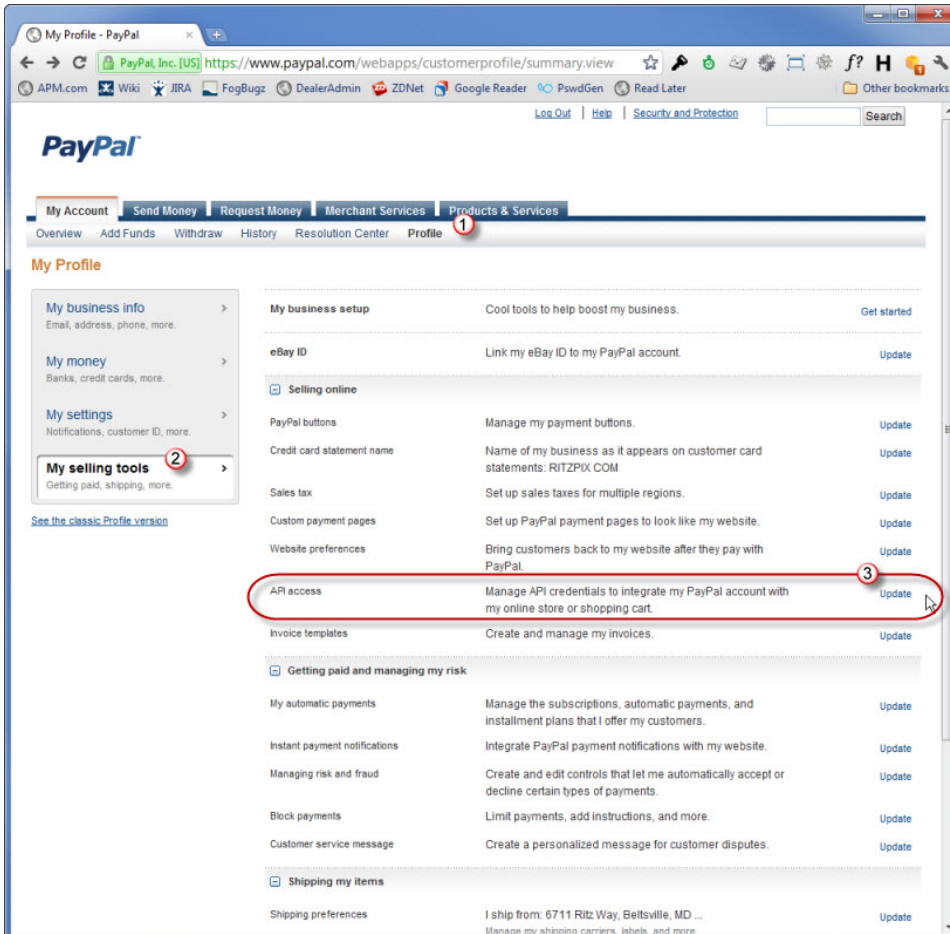 My Profile - PayPal
PayPal, Inc. [US] https://www.paypal.com/webapps/customerprofile/summary.view f? H
APM.com Wiki JIRA FogBugz DealerAdmin ZDNet Google Reader PswdGen Read Later Other bookmarks
Log Out | Help | Security and Protection Search
PayPal
My Account Send Money Request Money Merchant Services Products & Services
1
Overview Add Funds Withdraw History Resolution Center Profile
My Profile
My business info
Email, address, phone, more.
My money
Banks, credit cards, more.
My settings
Notifications, customer ID, more.
My selling tools 2
Getting paid, shipping, more.
See the classic Profile version
My business setup Cool tools to help boost my business. Get started
eBay ID Link my eBay ID to my PayPal account. Update
Selling online
PayPal buttons Manage my payment buttons. Update
Credit card statement name Name of my business as it appears on customer card Update
statements: RITZPIX COM
Sales tax Set up sales taxes for multiple regions. Update
Custom payment pages Set up PayPal payment pages to look like my website. Update
Website preferences Bring customers back to my website after they pay with Update
PayPal.
3
API access Manage API credentials to integrate my PayPal account with Update
my online store or shopping cart.
Invoice templates Create and manage my invoices. Update
Getting paid and managing my risk
My automatic payments Manage the subscriptions, automatic payments, and Update
installment plans that I offer my customers.
Instant payment notifications Integrate PayPal payment notifications with my website. Update
Managing risk and fraud Create and edit controls that let me automatically accept or Update
decline certain types of payments.
Block payments Limit payments, add instructions, and more. Update
Customer service message Create a personalized message for customer disputes. Update
Shipping my items
Shipping preferences I ship from: 6711 Ritz Way, Beltsville, MD ... Update
Manage my shipping carriers, labels, and more.